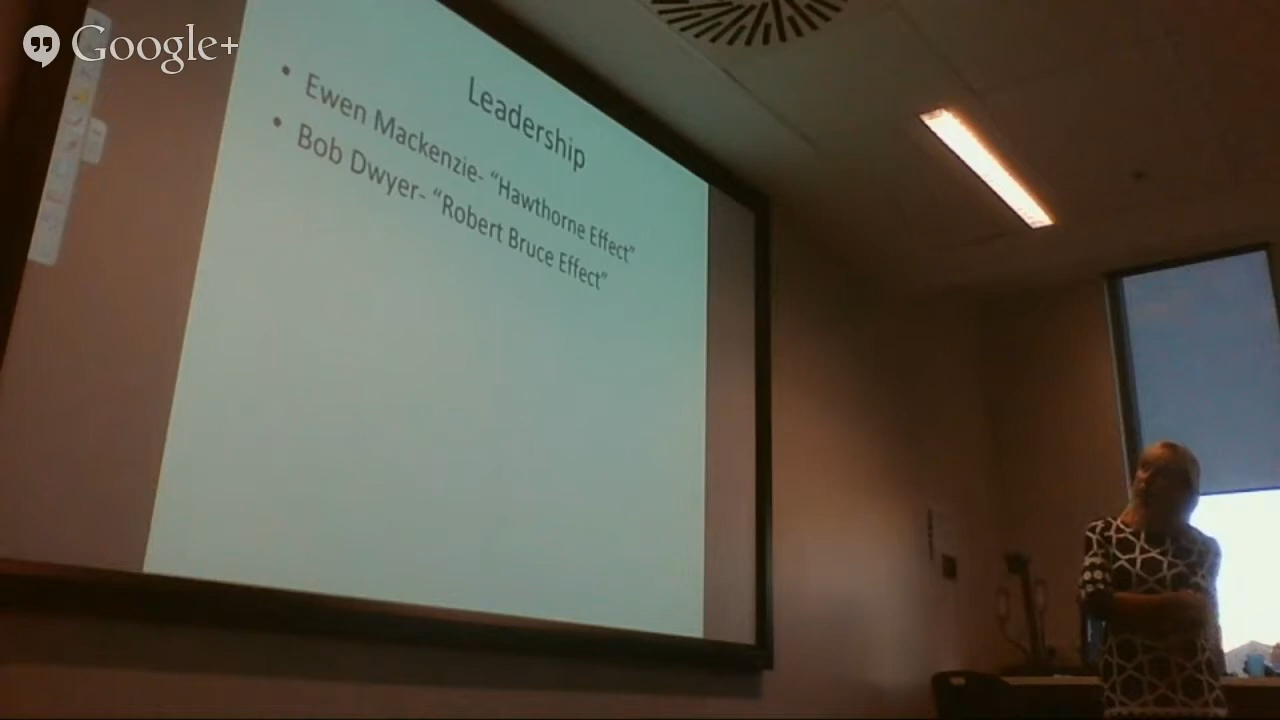 Google+
Leadership
• Ewen Mackenzie- “Hawthorne Effect”
• Bob Dwyer- “Robert Bruce Effect”